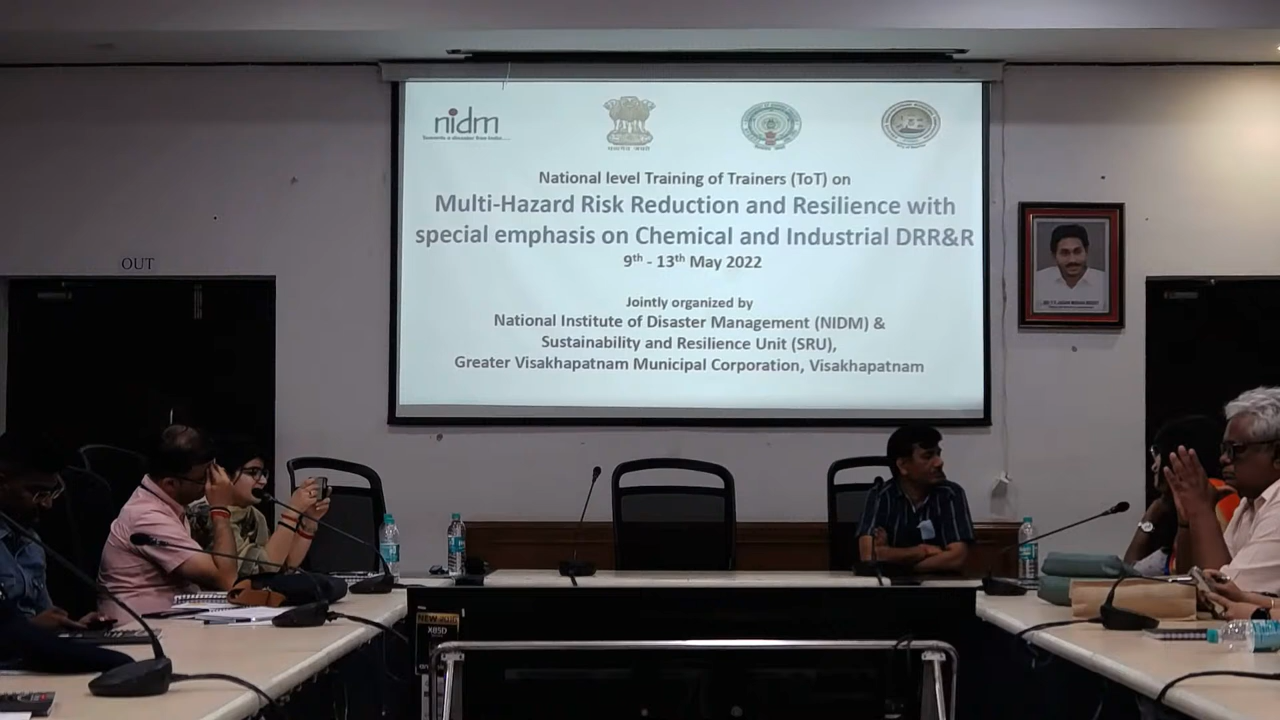 nidm
National level Training of Trainers (ToT) on
Multi-Hazard Risk Reduction and Resilience with
special emphasis on Chemical and Industrial DRR&R
9th - 13th May 2022
Jointly organized by
National Institute of Disaster Management (NIDM) &
Sustainability and Resilience Unit (SRU),
Greater Visakhapatnam Municipal Corporation, Visakhapatnam
OUT
NEW
X85D